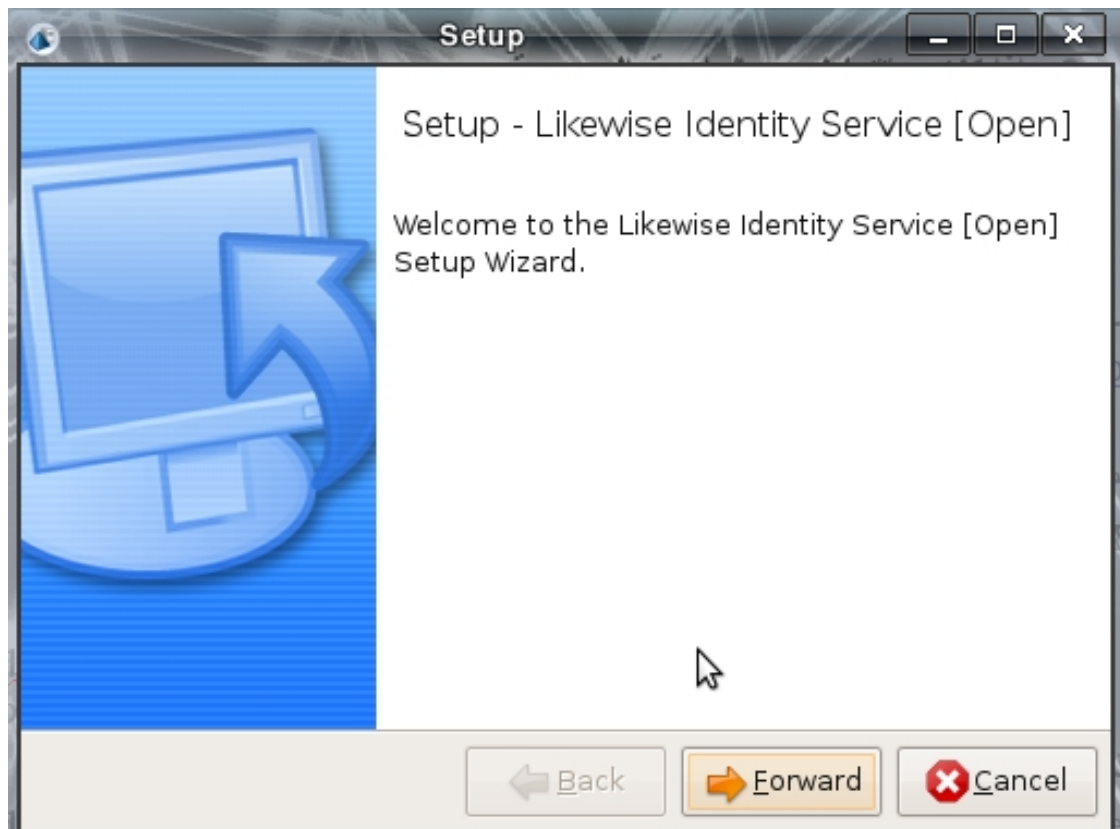 Setup
Setup - Likewise Identity Service [Open]
Welcome to the Likewise Identity Service [Open]
Setup Wizard.
Back
Forward
Cancel